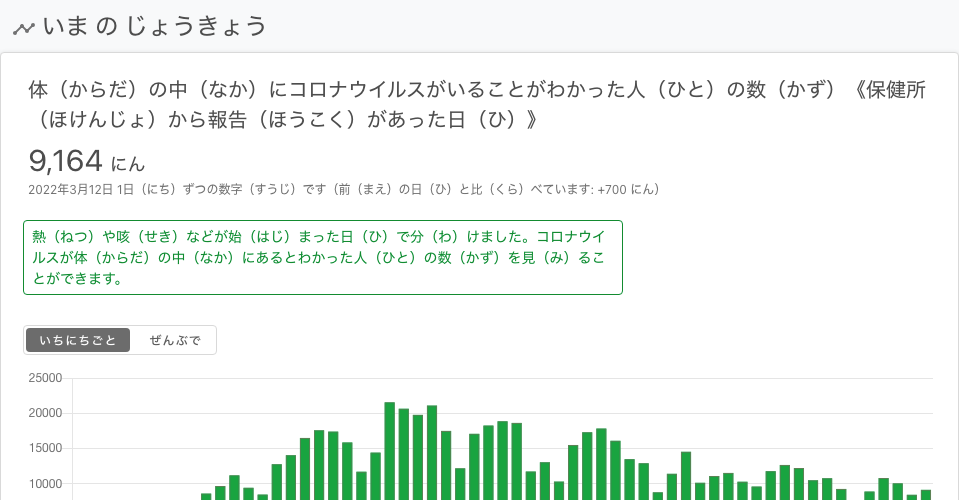 いま の じょうきょう
体（からだ）の中（なか）にコロナウイルスがいることがわかった人（ひと）の数（かず）《保健所
（ほけんじょ）から報告（ほうこく）があった日（ひ）》
9,164 にん
2022年3月12日 1日（にち）ずつの数字（すうじ）です（前（まえ）の日（ひ）と比（くら）べています: +700 にん）
熱（ねつ）や咳（せき）などが始（はじ）まった日（ひ）で分（わ）けました。コロナウイ
ルスが体（からだ）の中（なか）にあるとわかった人（ひと）の数（かず）を見（み）るこ
とができます。
いちにちごと ぜんぶで
25000
20000
15000
10000